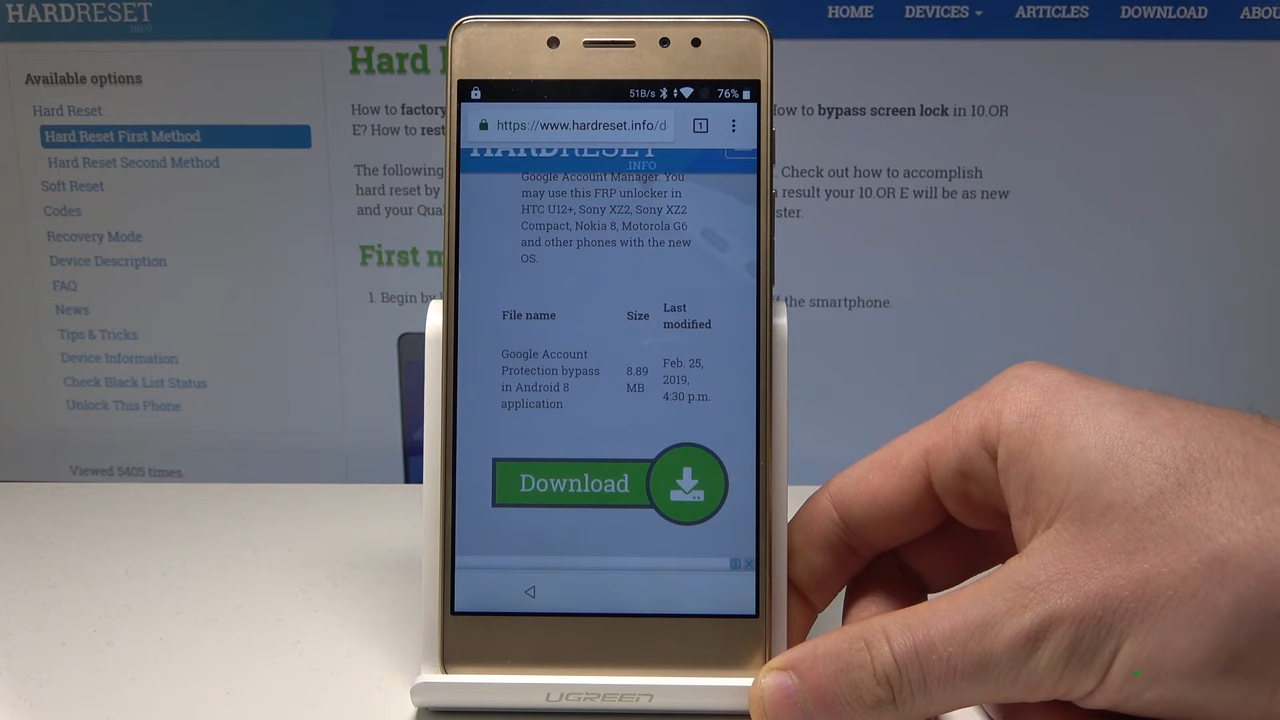 HARDRESET
.INFO
HOME
DEVICES
ARTICLES
DOWNLOAD
ABOU
Available options
Hard Reset
Hard Reset First Method
Hard Reset Second Method
Soft Reset
Codes
Recovery Mode
Device Description
FAQ
News
Tips & Tricks
Device Information
Check Black List Status
Unlock This Phone
Viewed 5405 times
Hard
How to factory
How to bypass screen lock in 10.OR
E? How to rest
The following
Check out how to accomplish
hard reset by
result your 10.OR E will be as new
and your Qual
ster.
First m
1. Begin by
ff the smartphone.
51B/s
76%
https://www.hardreset.info/d
1
HARDRESET
.INFO
Google Account Manager. You
may use this FRP unlocker in
HTC U12+, Sony XZ2, Sony XZ2
Compact, Nokia 8, Motorola G6
and other phones with the new
OS.
File name
Size
Last
modified
Google Account
Protection bypass
in Android 8
application
8.89
MB
Feb. 25,
2019,
4:30 p.m.
Download
UGREEN